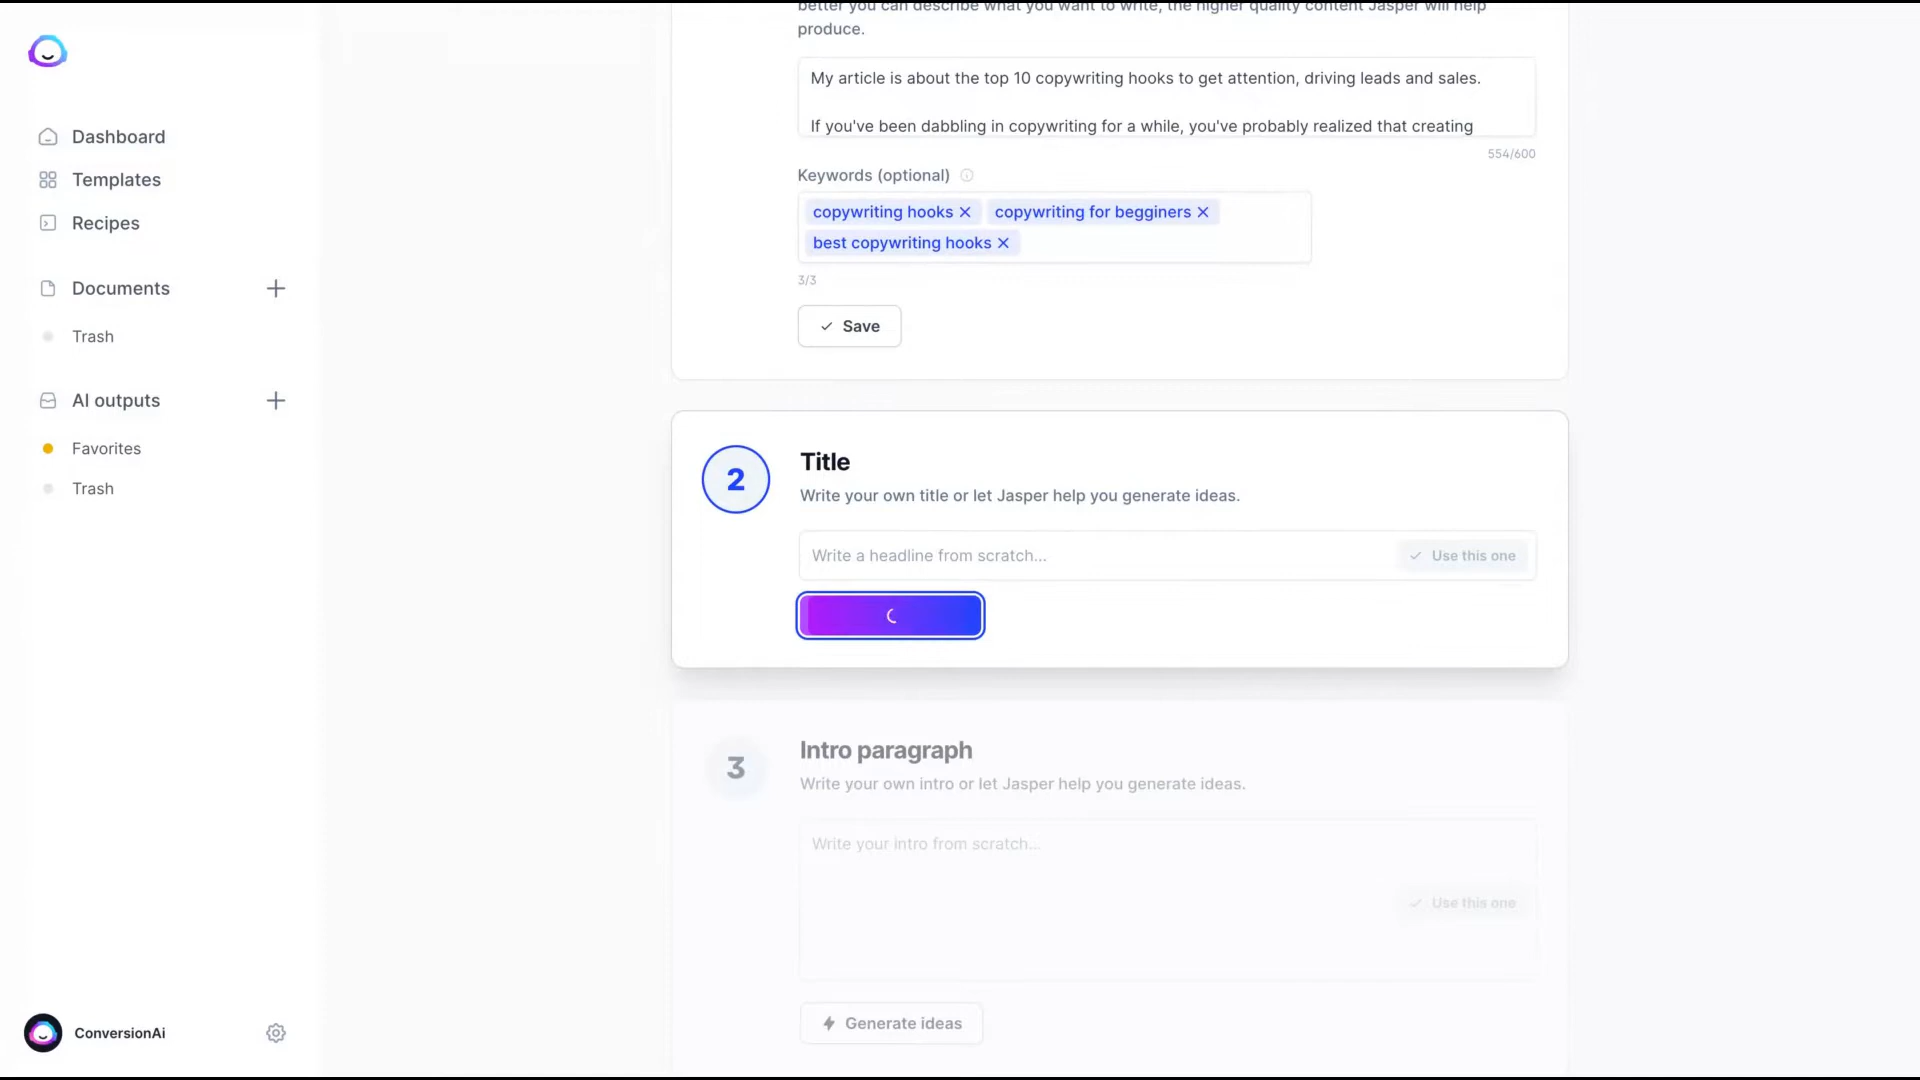 Dashboard
Templates
Recipes
Documents
Trash
AI outputs
Favorites
Trash
ConversionAi
better you can describe what you want to write, the higher quality content Jasper will help
produce.
My article is about the top 10 copywriting hooks to get attention, driving leads and sales.
If you've been dabbling in copywriting for a while, you've probably realized that creating
554/600
Keywords (optional)
copywriting hooks
copywriting for begginers
best copywriting hooks
3/3
Save
2
Title
Write your own title or let Jasper help you generate ideas.
Write a headline from scratch...
Use this one
3
Intro paragraph
Write your own intro or let Jasper help you generate ideas.
Write your intro from scratch...
Use this one
Generate ideas